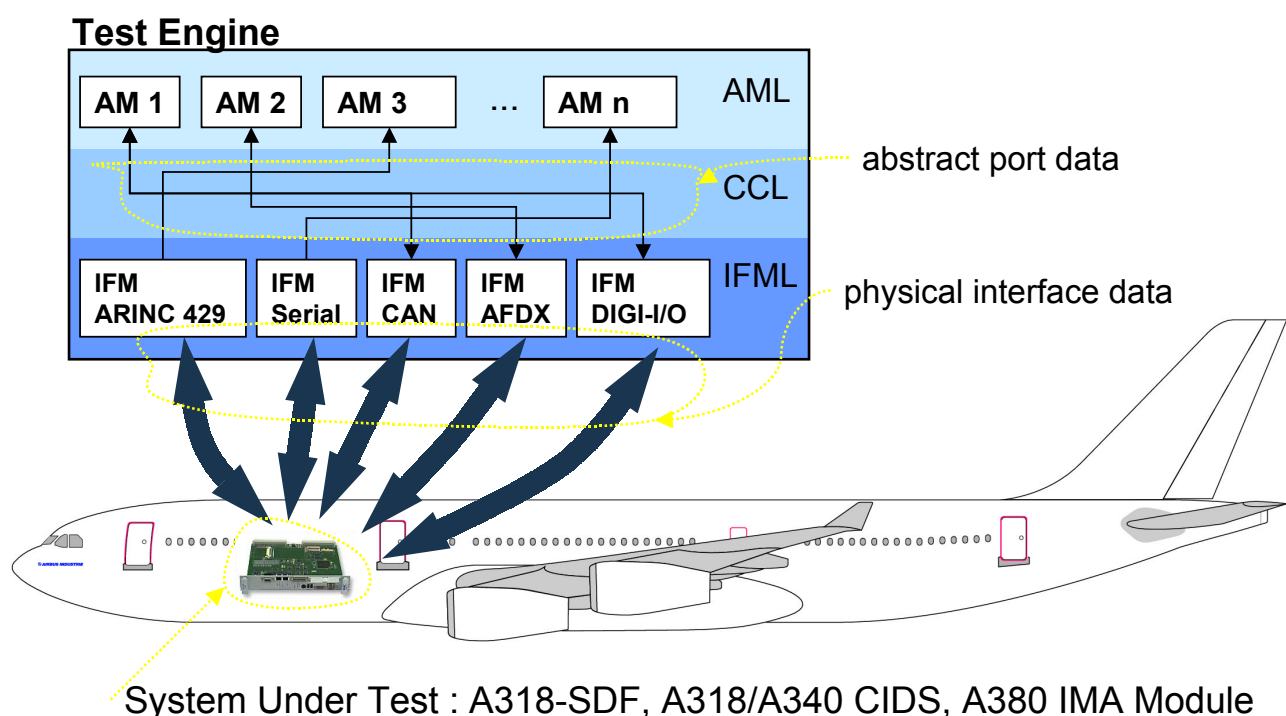 Test Engine
AM 1
AM 2
AM 3
...
AM n
AML
abstract port data
CCL
IFML
IFM
ARINC 429
IFM
Serial
IFM
CAN
IFM
AFDX
IFM
DIGI-I/O
physical interface data
AIRBUS INDUSTRIE
System Under Test : A318-SDF, A318/A340 CIDS, A380 IMA Module